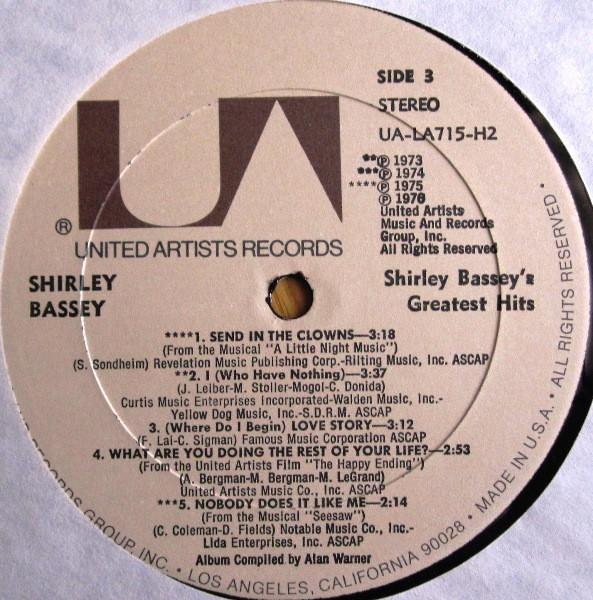 SIDE 3
STEREO
UA-LA715-H2
**℗ 1973
***℗ 1974
****℗ 1975
℗ 1976
United Artists
Music And Records
Group, Inc.
All Rights Reserved
UA
®
UNITED ARTISTS RECORDS
SHIRLEY
BASSEY
Shirley Bassey's
Greatest Hits
****1. SEND IN THE CLOWNS—3:18
(From the Musical "A Little Night Music")
(S. Sondheim) Revelation Music Publishing Corp.-Rilting Music, Inc. ASCAP
**2. I (Who Have Nothing)—3:37
(J. Leiber-M. Stoller-Mogol-C. Donida)
Curtis Music Enterprises Incorporated-Walden Music, Inc.-
Yellow Dog Music, Inc.-S.D.R.M. ASCAP
3. (Where Do I Begin) LOVE STORY—3:12
(F. Lai-C. Sigman) Famous Music Corporation ASCAP
4. WHAT ARE YOU DOING THE REST OF YOUR LIFE?—2:53
(From the United Artists Film "The Happy Ending")
(A. Bergman-M. Bergman-M. LeGrand)
United Artists Music Co., Inc. ASCAP
***5. NOBODY DOES IT LIKE ME—2:14
(From the Musical "Seesaw")
(C. Coleman-D. Fields) Notable Music Co., Inc.-
Lida Enterprises, Inc. ASCAP
Album Compiled by Alan Warner
RECORDS GROUP, INC. • LOS ANGELES, CALIFORNIA 90028 • MADE IN U.S.A. • ALL RIGHTS RESERVED •